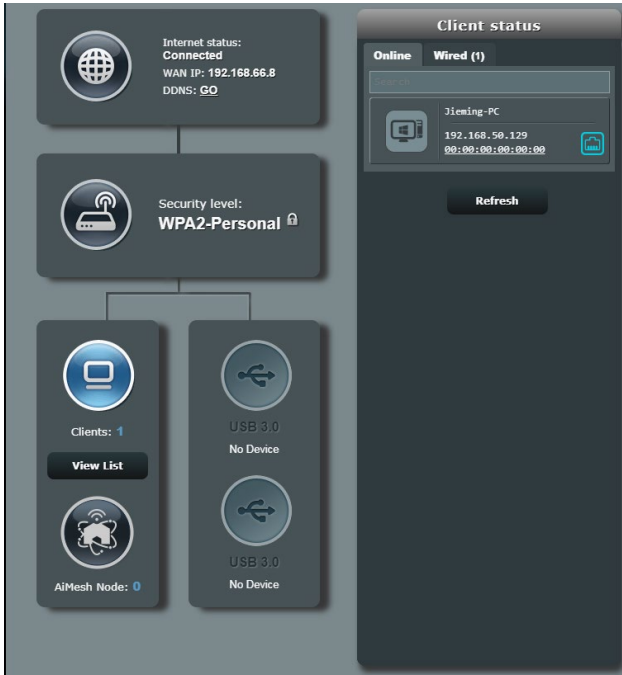 Internet status:
Connected
WAN IP: 192.168.66.8
DDNS: GO
Security level:
WPA2-Personal
Clients: 1
View List
AiMesh Node: 0
USB 3.0
No Device
USB 3.0
No Device
Client status
Online Wired (1)
Search
Jieming-PC
192.168.50.129
00:00:00:00:00:00
Refresh